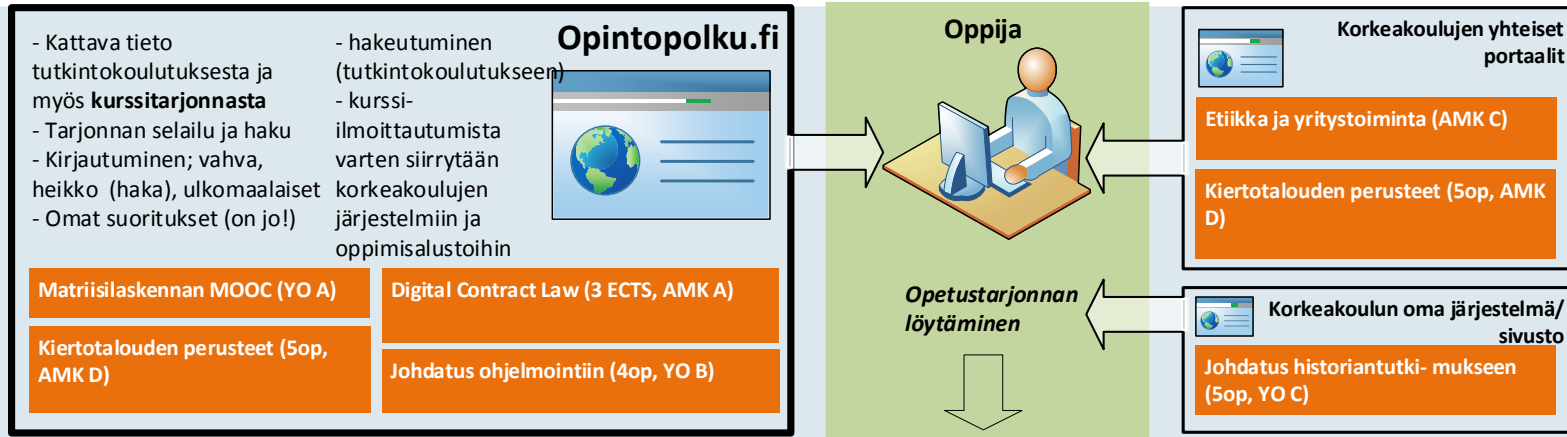 Opintopolku.fi
- Kattava tieto
tutkintokoulutuksesta ja
myös kurssitarjonnasta
- Tarjonnan selailu ja haku
- Kirjautuminen; vahva,
heikko (haka), ulkomaalaiset
- Omat suoritukset (on jo!)
- hakeutuminen
(tutkintokoulutukseen)
- kurssi-
ilmoittautumista
varten siirrytään
korkeakoulujen
järjestelmiin ja
oppimisalustoihin
Matriisilaskennan MOOC (YO A)
Kiertotalouden perusteet (5op,
AMK D)
Digital Contract Law (3 ECTS, AMK A)
Johdatus ohjelmointiin (4op, YO B)
Oppija
Opetustarjonnan
löytäminen
Korkeakoulujen yhteiset
portaalit
Etiikka ja yritystoiminta (AMK C)
Kiertotalouden perusteet (5op, AMK
D)
Korkeakoulun oma järjestelmä/
sivusto
Johdatus historiantutki- mukseen
(5op, YO C)